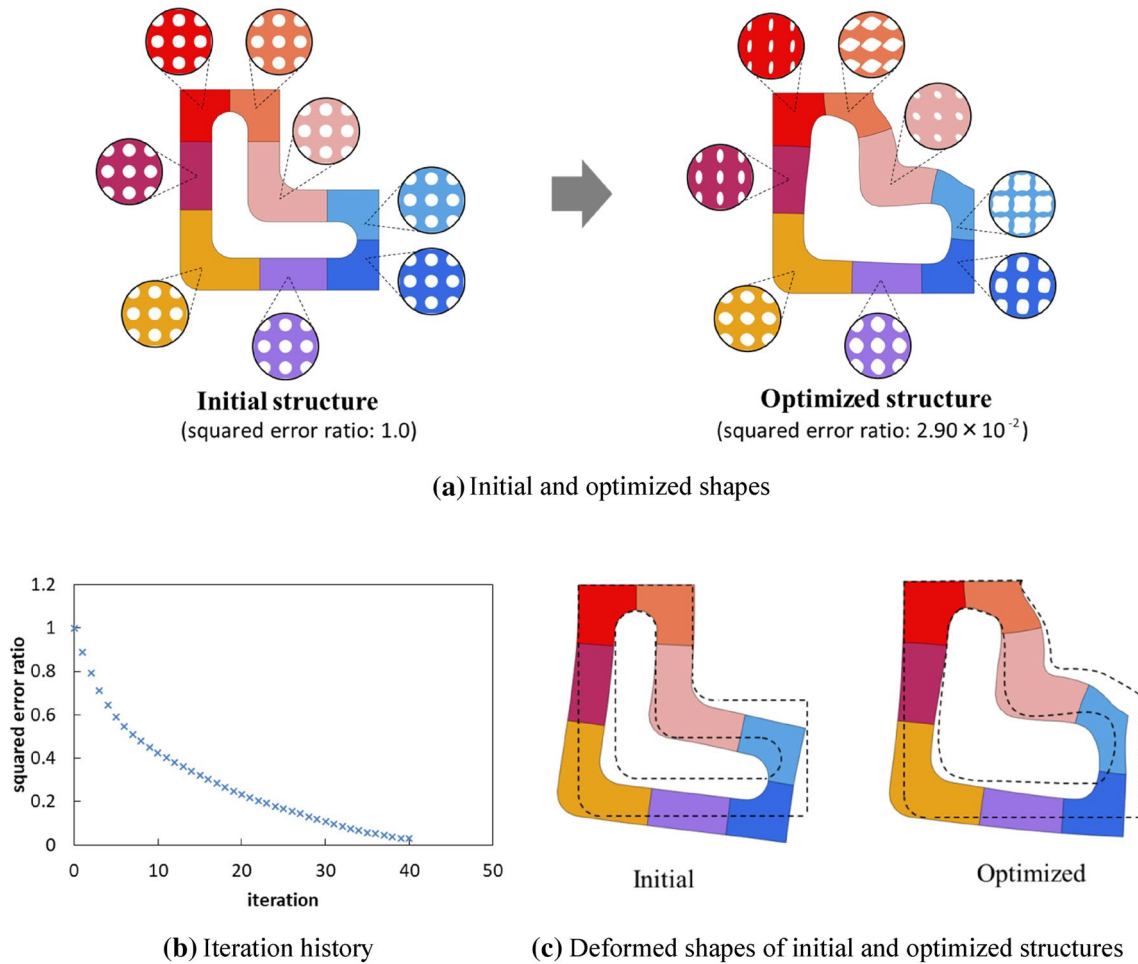 Initial structure
(squared error ratio: 1.0)
Optimized structure
(squared error ratio: 2.90 × 10⁻²)
(a) Initial and optimized shapes
squared error ratio
1.2
1
0.8
0.6
0.4
0.2
0
0 10 20 30 40 50
iteration
Initial
Optimized
(b) Iteration history
(c) Deformed shapes of initial and optimized structures